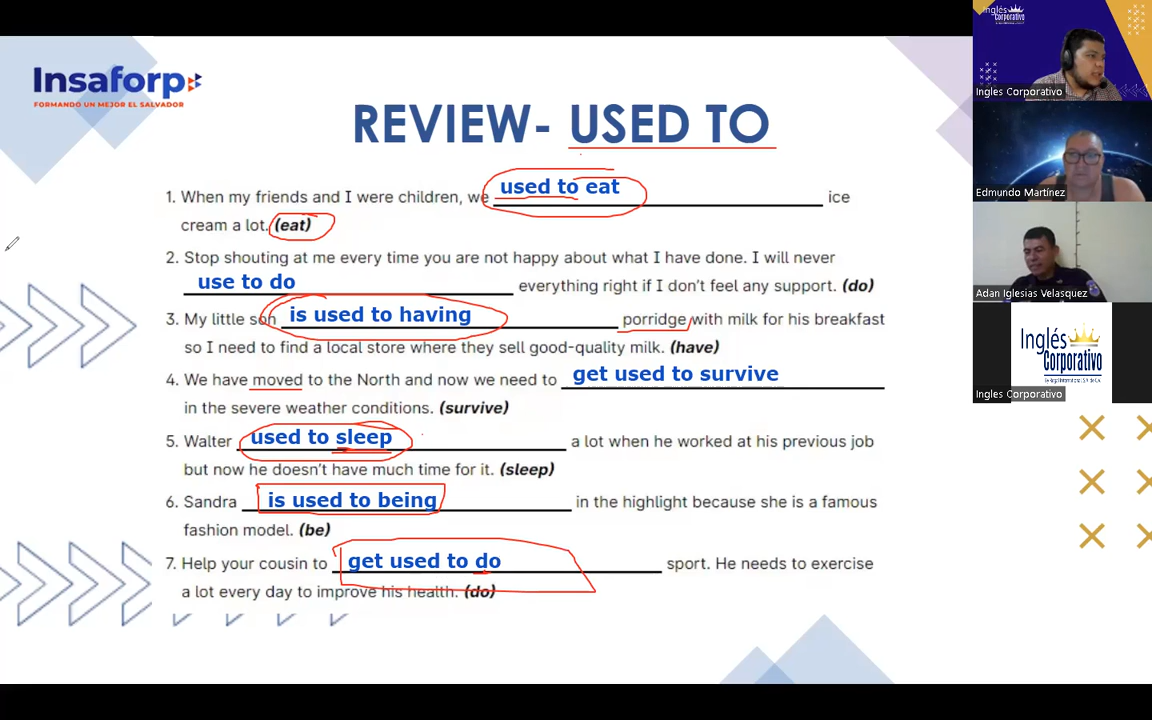 Insaforp
FORMANDO UN MEJOR EL SALVADOR
REVIEW- USED TO
1. When my friends and I were children, we used to eat ice
cream a lot. (eat)
2. Stop shouting at me every time you are not happy about what I have done. I will never
use to do everything right if I don't feel any support. (do)
3. My little son is used to having porridge with milk for his breakfast
so I need to find a local store where they sell good-quality milk. (have)
4. We have moved to the North and now we need to get used to survive
in the severe weather conditions. (survive)
5. Walter used to sleep a lot when he worked at his previous job
but now he doesn't have much time for it. (sleep)
6. Sandra is used to being in the highlight because she is a famous
fashion model. (be)
7. Help your cousin to get used to do sport. He needs to exercise
a lot every day to improve his health. (do)
Inglés
Corporativo
Ingles Corporativo
Edmundo Martínez
Adan Iglesias Velasquez
Inglés
Corporativo
Ingles Corporativo